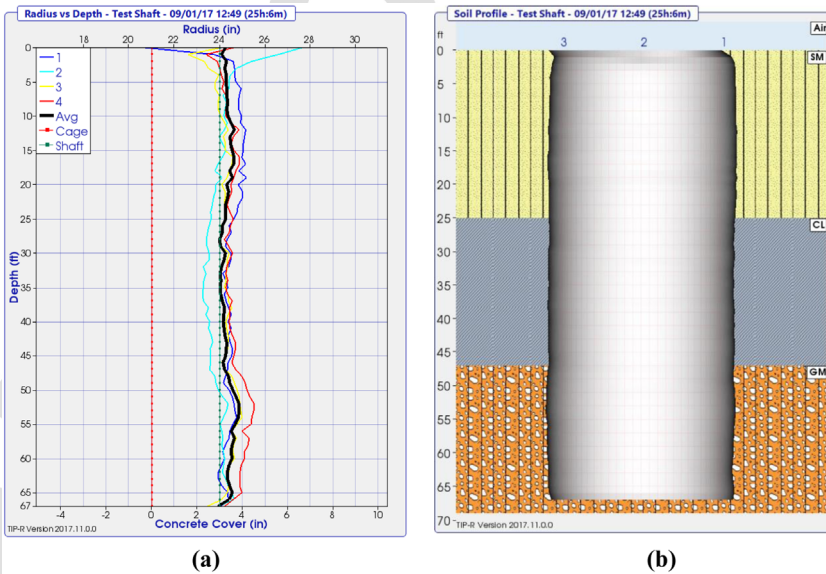 Radius vs Depth - Test Shaft - 09/01/17 12:49 (25h:6m)
Radius (in)
18 20 22 24 26 28 30 32 34
0
5
10
15
20
25
30
35
40
45
50
55
60
65
67
Depth (ft)
1
2
3
4
Avg
Cage
Shaft
-4 -2 0 2 4 6 8 10
Concrete Cover (in)
TIP-R Version 2017.11.0.0
(a)
Soil Profile - Test Shaft - 09/01/17 12:49 (25h:6m)
ft
3 2 1
Air
SM
CL
GM
0
5
10
15
20
25
30
35
40
45
50
55
60
65
70
TIP-R Version 2017.11.0.0
(b)